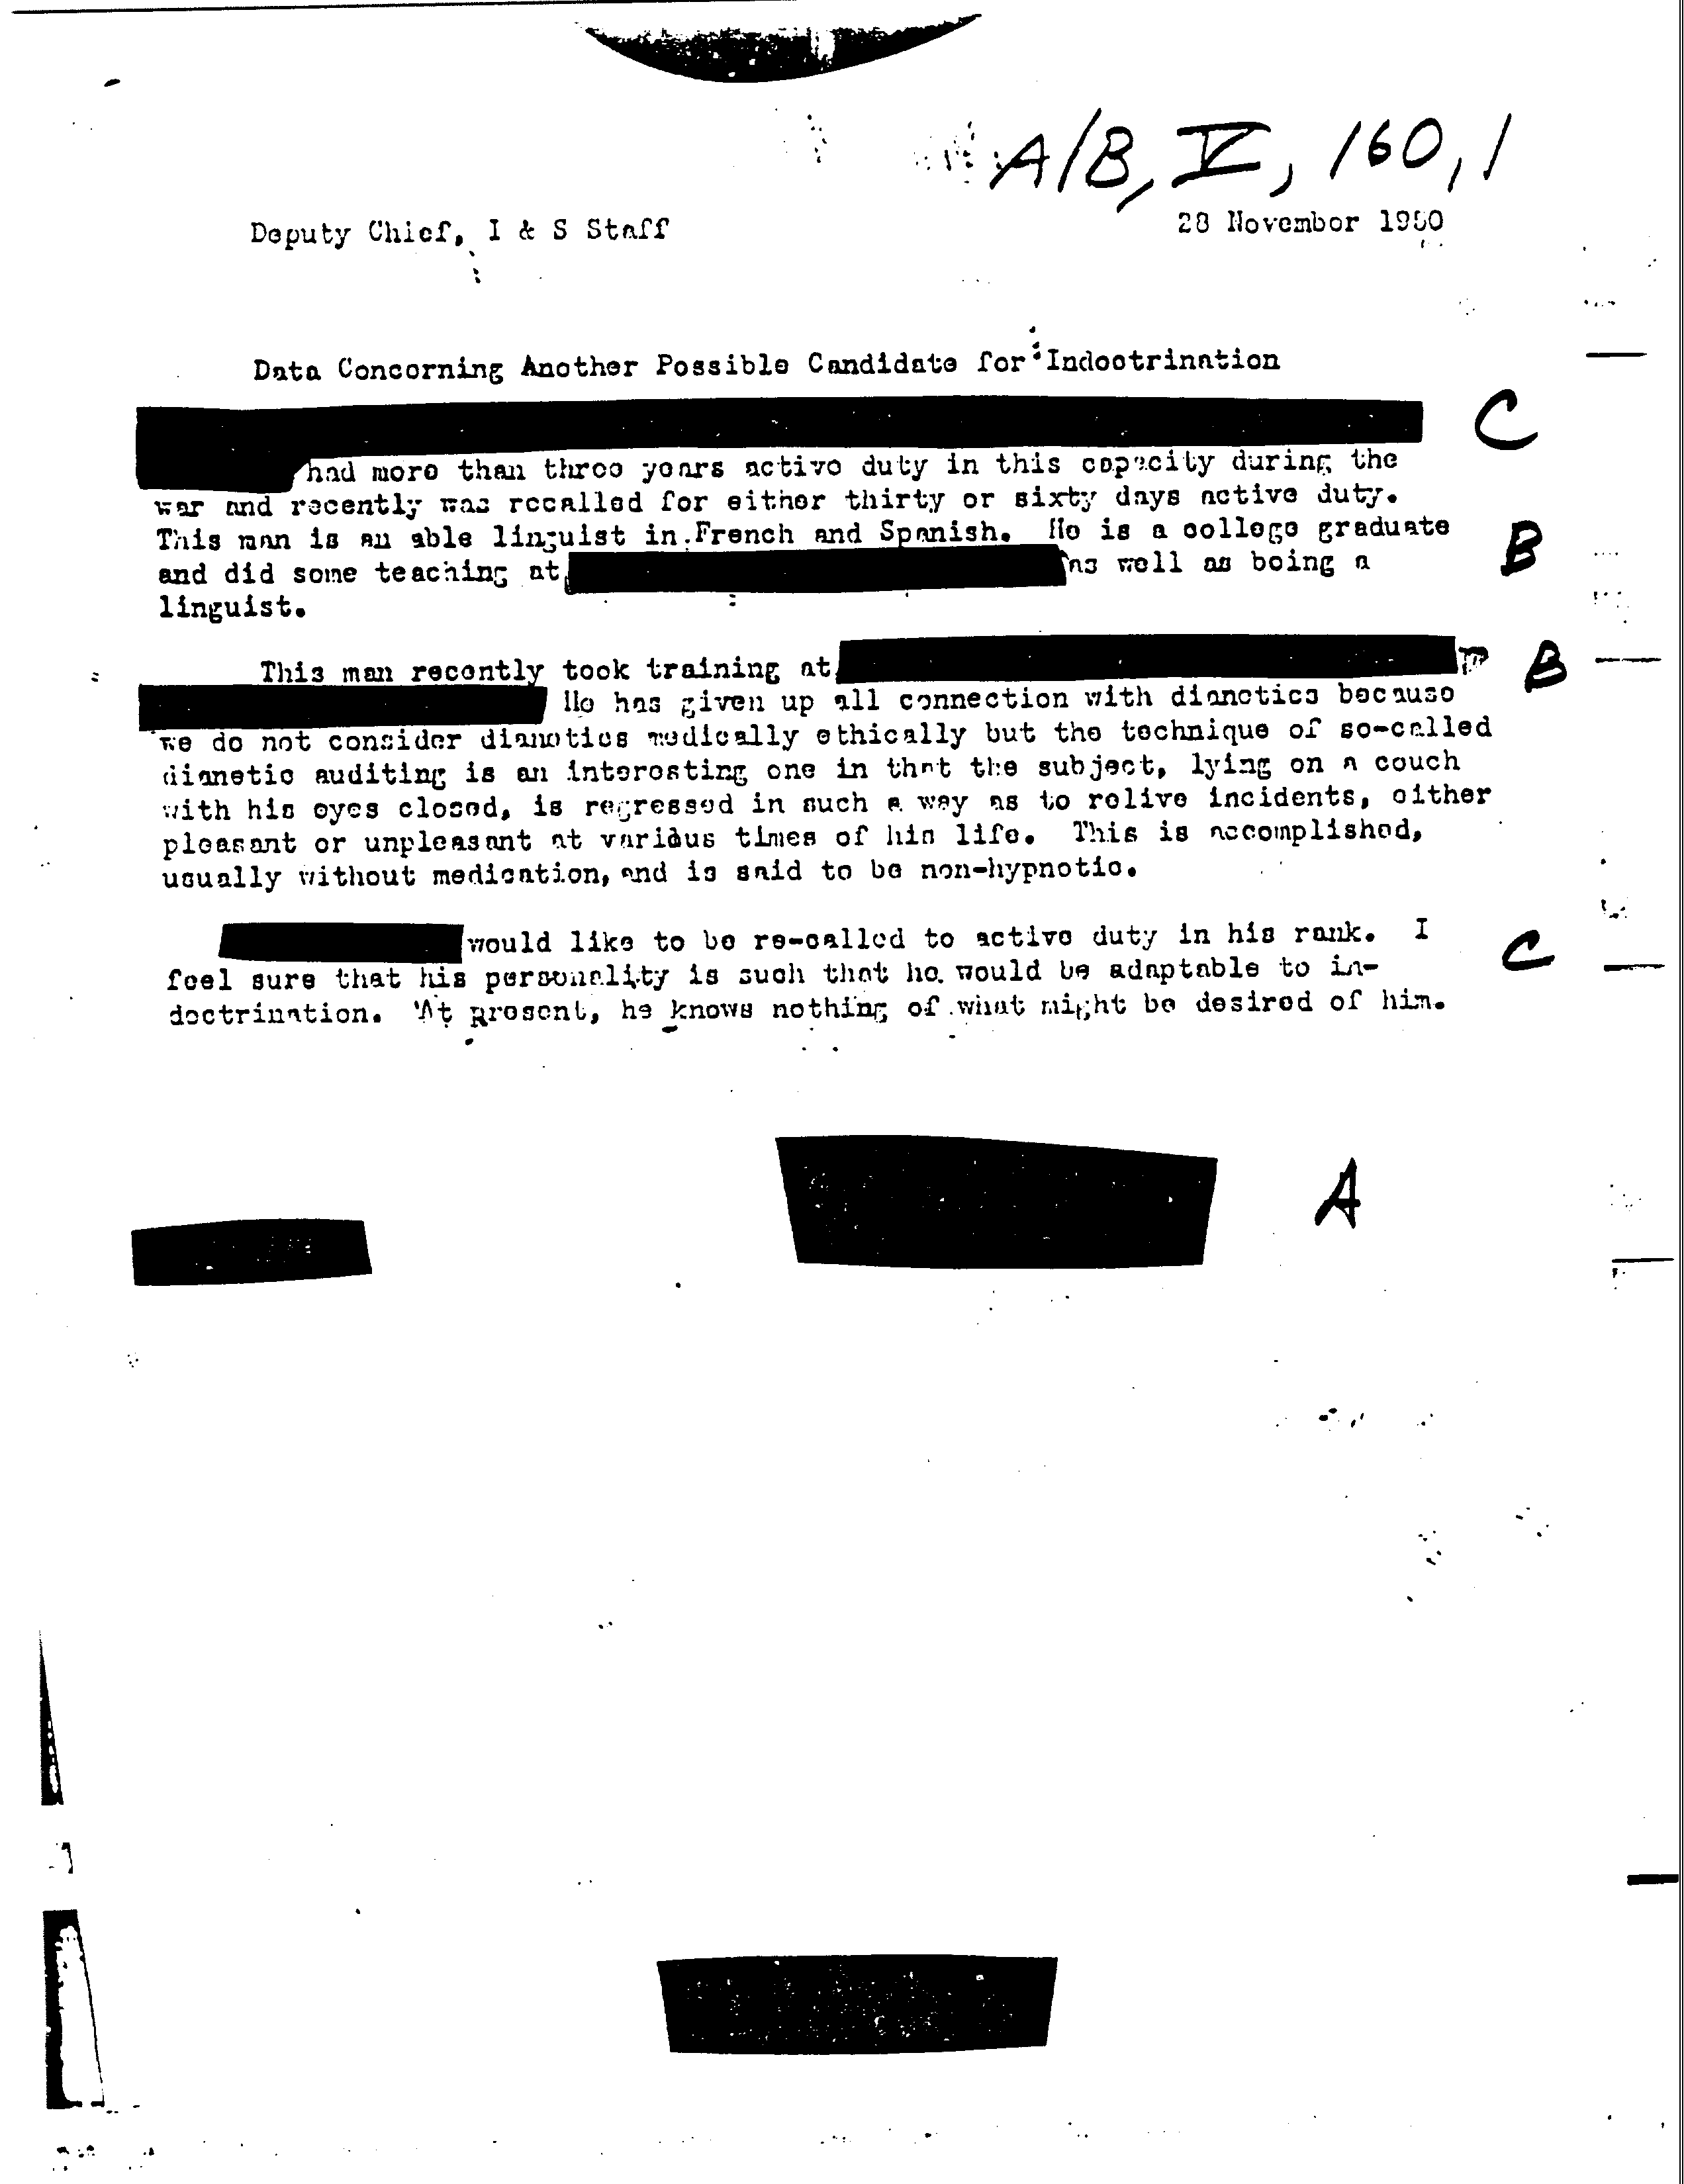 A/B, V, 160, 1
Deputy Chief, I & S Staff
28 November 1950
Data Concerning Another Possible Candidate for Indoctrination
C
had more than three years active duty in this capacity during the
war and recently was recalled for either thirty or sixty days active duty.
This man is an able linguist in French and Spanish. He is a college graduate
and did some teaching at as well as being a
B
linguist.
This man recently took training at
B
He has given up all connection with dianetics because
we do not consider dianetics medically ethically but the technique of so-called
dianetic auditing is an interesting one in that the subject, lying on a couch
with his eyes closed, is regressed in such a way as to relive incidents, either
pleasant or unpleasant at various times of his life. This is accomplished,
usually without medication, and is said to be non-hypnotic.
would like to be re-called to active duty in his rank. I
C
feel sure that his personality is such that he would be adaptable to in-
doctrination. At present, he knows nothing of what might be desired of him.
A